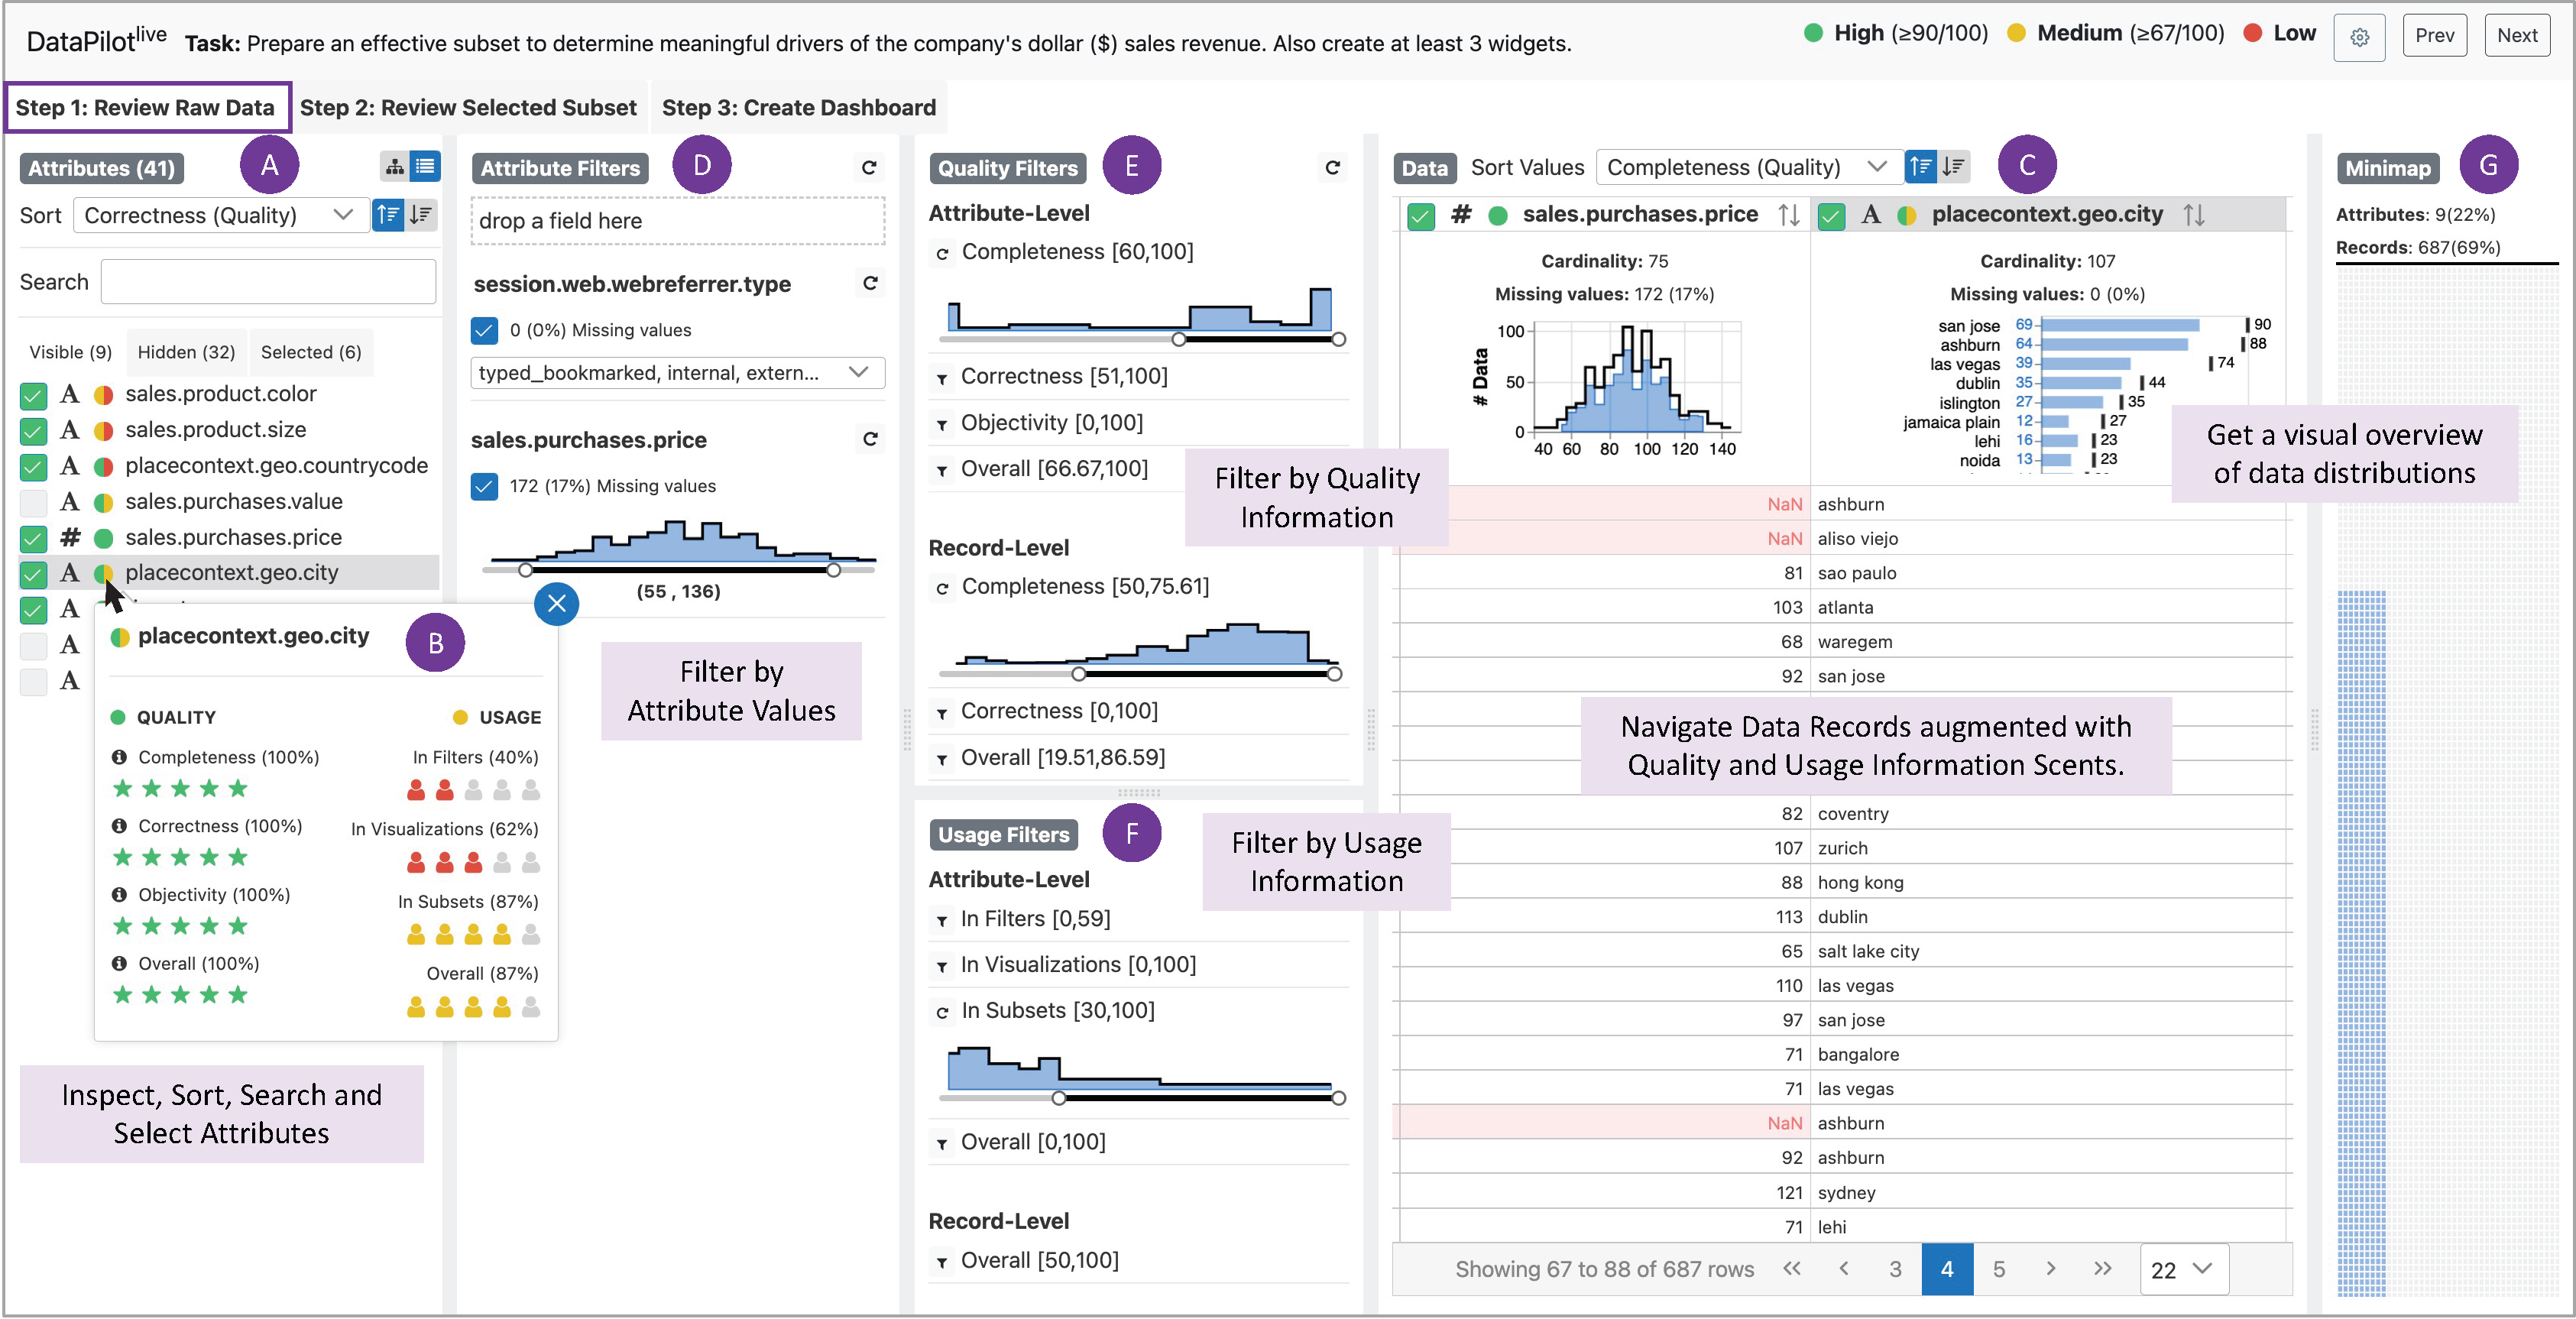 DataPilot live Task: Prepare an effective subset to determine meaningful drivers of the company's dollar ($) sales revenue. Also create at least 3 widgets.
High (≥90/100) Medium (≥67/100) Low
Prev
Next
Step 1: Review Raw Data
Step 2: Review Selected Subset
Step 3: Create Dashboard
Attributes (41)
A
Sort Correctness (Quality)
Search
Visible (9) Hidden (32) Selected (6)
A sales.product.color
A sales.product.size
A placecontext.geo.countrycode
A sales.purchases.value
# sales.purchases.price
A placecontext.geo.city
A
A
A
placecontext.geo.city
B
QUALITY USAGE
Completeness (100%) In Filters (40%)
Correctness (100%) In Visualizations (62%)
Objectivity (100%) In Subsets (87%)
Overall (100%) Overall (87%)
Inspect, Sort, Search and
Select Attributes
Attribute Filters
D
drop a field here
session.web.webreferrer.type
0 (0%) Missing values
typed_bookmarked, internal, extern...
sales.purchases.price
172 (17%) Missing values
(55 , 136)
Filter by
Attribute Values
Quality Filters
E
Attribute-Level
Completeness [60,100]
Correctness [51,100]
Objectivity [0,100]
Overall [66.67,100]
Filter by Quality
Information
Record-Level
Completeness [50,75.61]
Correctness [0,100]
Overall [19.51,86.59]
Usage Filters
F
Filter by Usage
Information
Attribute-Level
In Filters [0,59]
In Visualizations [0,100]
In Subsets [30,100]
Overall [0,100]
Record-Level
Overall [50,100]
Data Sort Values Completeness (Quality)
C
# sales.purchases.price
A placecontext.geo.city
Cardinality: 75
Missing values: 172 (17%)
# Data
100
50
0
40 60 80 100 120 140
Cardinality: 107
Missing values: 0 (0%)
san jose 69 90
ashburn 64 88
las vegas 39 74
dublin 35 44
islington 27 35
jamaica plain 12 27
lehi 16 23
noida 13 23
Get a visual overview
of data distributions
NaN ashburn
NaN aliso viejo
81 sao paulo
103 atlanta
68 waregem
92 san jose
Navigate Data Records augmented with
Quality and Usage Information Scents.
82 coventry
107 zurich
88 hong kong
113 dublin
65 salt lake city
110 las vegas
97 san jose
71 bangalore
71 las vegas
NaN ashburn
92 ashburn
121 sydney
71 lehi
Showing 67 to 88 of 687 rows << < 3 4 5 > >> 22
Minimap
G
Attributes: 9(22%)
Records: 687(69%)